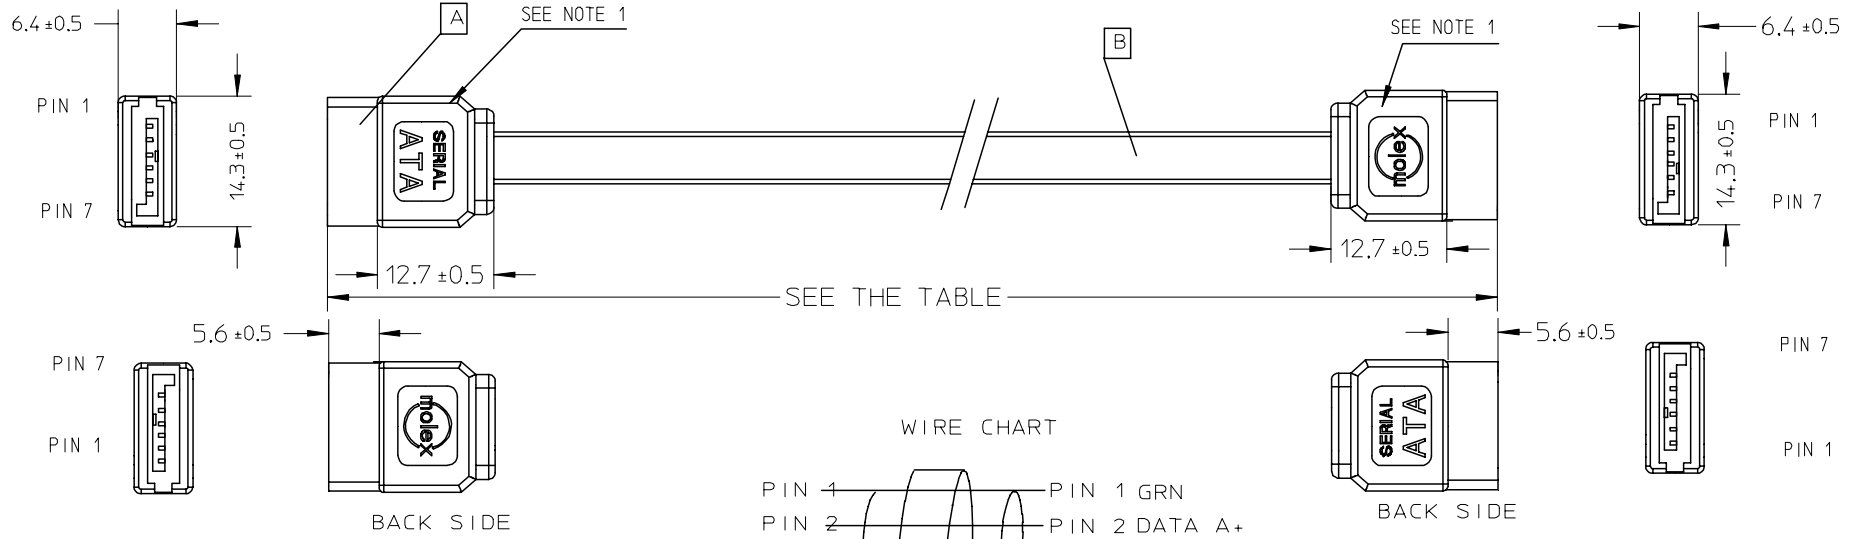 6.4 ±0.5
A
SEE NOTE 1
B
SEE NOTE 1
6.4 ±0.5
PIN 1
PIN 7
14.3 ±0.5
SERIAL
ATA
molex
PIN 1
PIN 7
14.3 ±0.5
12.7 ±0.5
12.7 ±0.5
SEE THE TABLE
5.6 ±0.5
5.6 ±0.5
PIN 7
PIN 1
molex
BACK SIDE
SERIAL
ATA
BACK SIDE
PIN 7
PIN 1
WIRE CHART
PIN 1 PIN 1 GRN
PIN 2 PIN 2 DATA A+